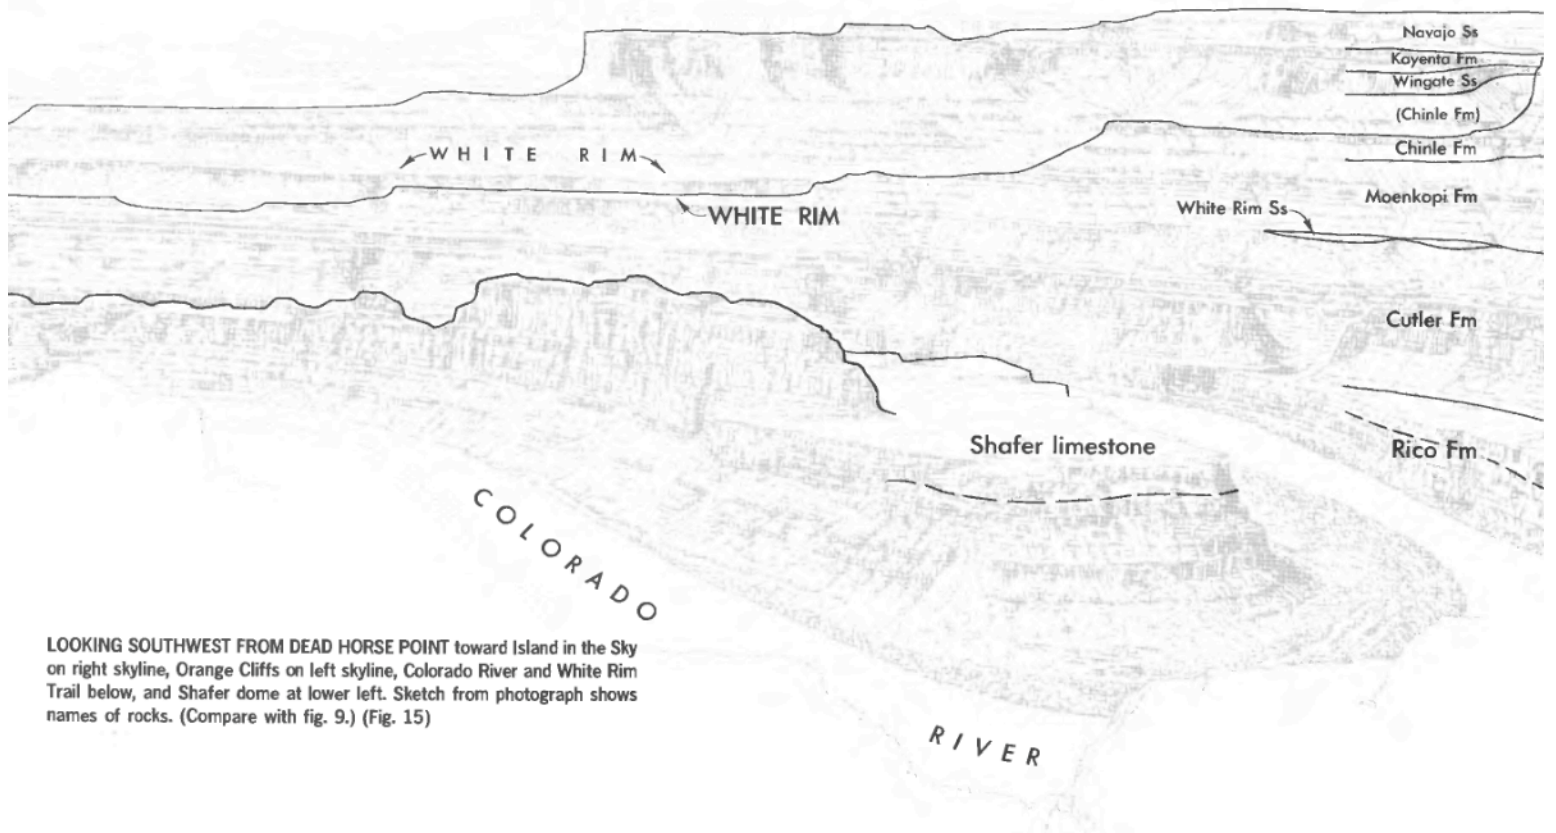 Navajo Ss
Kayenta Fm
Wingate Ss
(Chinle Fm)
Chinle Fm
WHITE RIM
Moenkopi Fm
WHITE RIM
White Rim Ss
Cutler Fm
Shafer limestone
Rico Fm
COLORADO
RIVER
LOOKING SOUTHWEST FROM DEAD HORSE POINT toward Island in the Sky
on right skyline, Orange Cliffs on left skyline, Colorado River and White Rim
Trail below, and Shafer dome at lower left. Sketch from photograph shows
names of rocks. (Compare with fig. 9.) (Fig. 15)